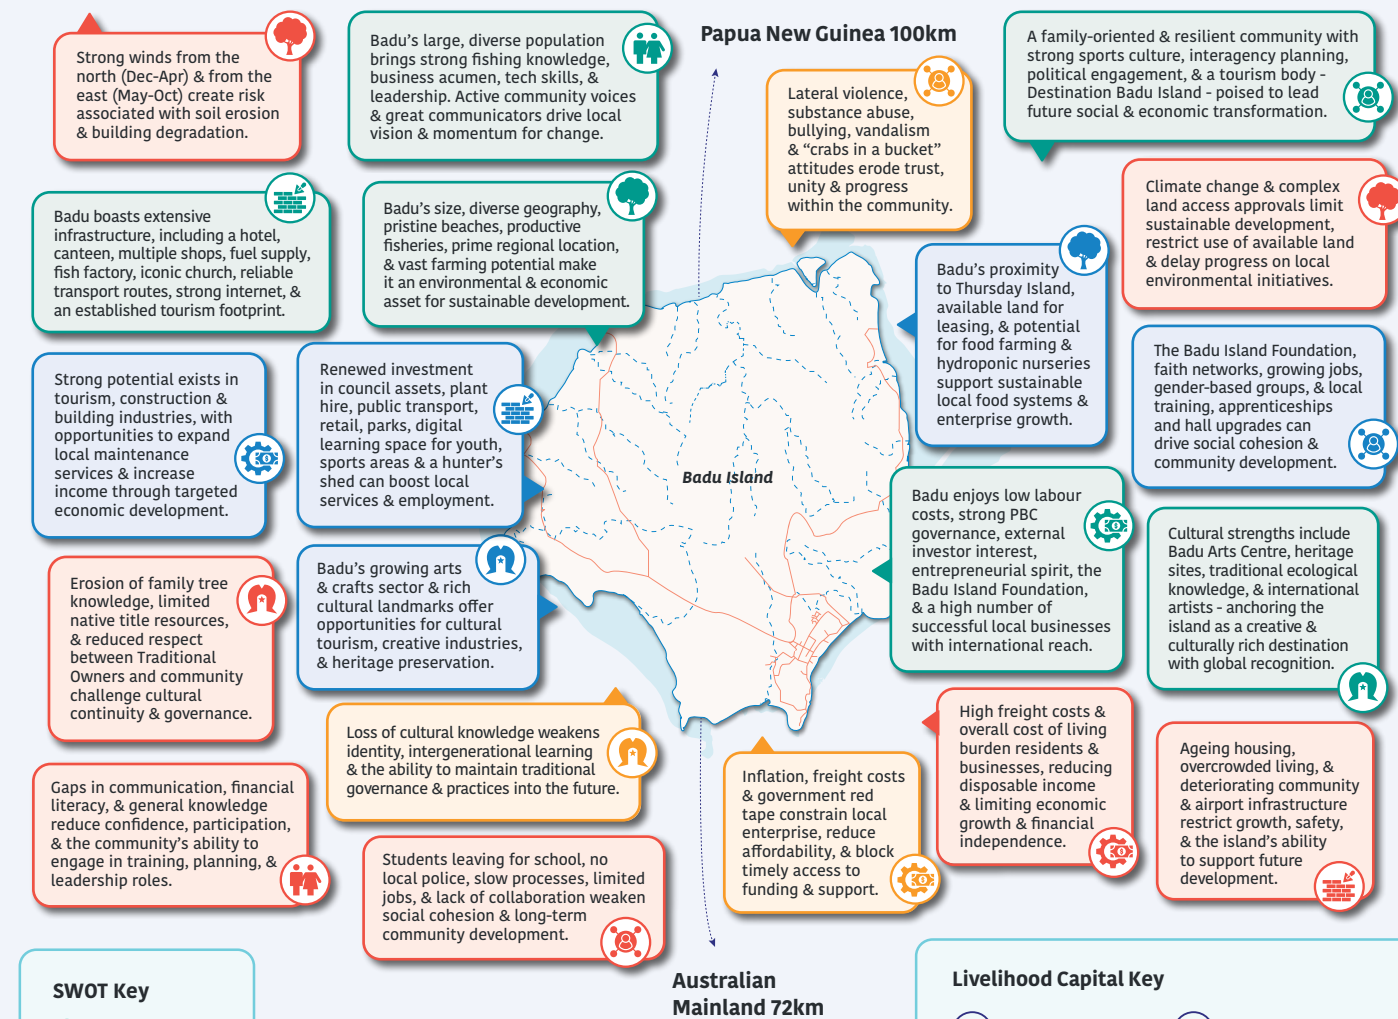 Strong winds from the
north (Dec-Apr) & from the
east (May-Oct) create risk
associated with soil erosion
& building degradation.
Badu’s large, diverse population
brings strong fishing knowledge,
business acumen, tech skills, &
leadership. Active community voices
& great communicators drive local
vision & momentum for change.
Papua New Guinea 100km
Lateral violence,
substance abuse,
bullying, vandalism
& “crabs in a bucket”
attitudes erode trust,
unity & progress
within the community.
A family-oriented & resilient community with
strong sports culture, interagency planning,
political engagement, & a tourism body -
Destination Badu Island - poised to lead
future social & economic transformation.
Badu boasts extensive
infrastructure, including a hotel,
canteen, multiple shops, fuel supply,
fish factory, iconic church, reliable
transport routes, strong internet, &
an established tourism footprint.
Badu’s size, diverse geography,
pristine beaches, productive
fisheries, prime regional location,
& vast farming potential make
it an environmental & economic
asset for sustainable development.
Climate change & complex
land access approvals limit
sustainable development,
restrict use of available land
& delay progress on local
environmental initiatives.
Badu’s proximity
to Thursday Island,
available land for
leasing, & potential
for food farming &
hydroponic nurseries
support sustainable
local food systems &
enterprise growth.
Strong potential exists in
tourism, construction &
building industries, with
opportunities to expand
local maintenance
services & increase
income through targeted
economic development.
Renewed investment
in council assets, plant
hire, public transport,
retail, parks, digital
learning space for youth,
sports areas & a hunter’s
shed can boost local
services & employment.
The Badu Island Foundation,
faith networks, growing jobs,
gender-based groups, & local
training, apprenticeships
and hall upgrades can
drive social cohesion &
community development.
Badu Island
Badu enjoys low labour
costs, strong PBC
governance, external
investor interest,
entrepreneurial spirit, the
Badu Island Foundation,
& a high number of
successful local businesses
with international reach.
Cultural strengths include
Badu Arts Centre, heritage
sites, traditional ecological
knowledge, & international
artists - anchoring the
island as a creative &
culturally rich destination
with global recognition.
Erosion of family tree
knowledge, limited
native title resources,
& reduced respect
between Traditional
Owners and community
challenge cultural
continuity & governance.
Badu’s growing arts
& crafts sector & rich
cultural landmarks offer
opportunities for cultural
tourism, creative industries,
& heritage preservation.
Loss of cultural knowledge weakens
identity, intergenerational learning
& the ability to maintain traditional
governance & practices into the future.
High freight costs &
overall cost of living
burden residents &
businesses, reducing
disposable income
& limiting economic
growth & financial
independence.
Ageing housing,
overcrowded living, &
deteriorating community
& airport infrastructure
restrict growth, safety,
& the island’s ability
to support future
development.
Gaps in communication, financial
literacy, & general knowledge
reduce confidence, participation,
& the community’s ability to
engage in training, planning, &
leadership roles.
Students leaving for school, no
local police, slow processes, limited
jobs, & lack of collaboration weaken
social cohesion & long-term
community development.
Inflation, freight costs
& government red
tape constrain local
enterprise, reduce
affordability, & block
timely access to
funding & support.
SWOT Key
Australian
Mainland 72km
Livelihood Capital Key